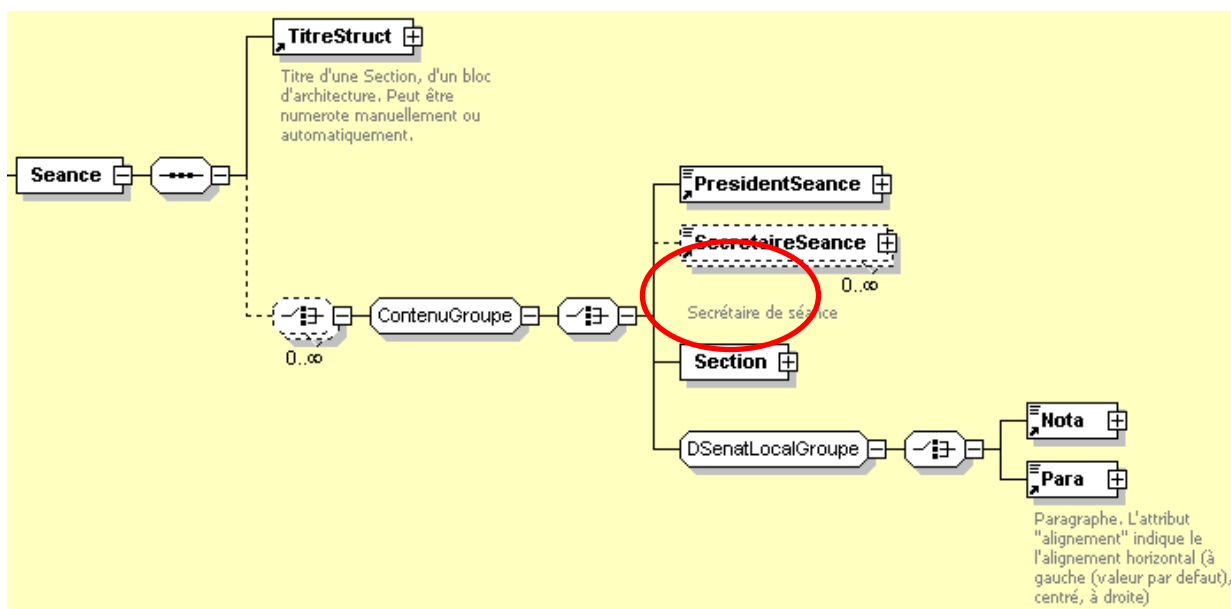 TitreStruct
Titre d'une Section, d'un bloc
d'architecture. Peut être
numerote manuellement ou
automatiquement.
Seance
PresidentSeance
SecretaireSeance
0..∞
Secrétaire de séance
ContenuGroupe
0..∞
Section
DSenatLocalGroupe
Nota
Para
Paragraphe. L'attribut
"alignement" indique le
l'alignement horizontal (à
gauche (valeur par defaut),
centré, à droite)